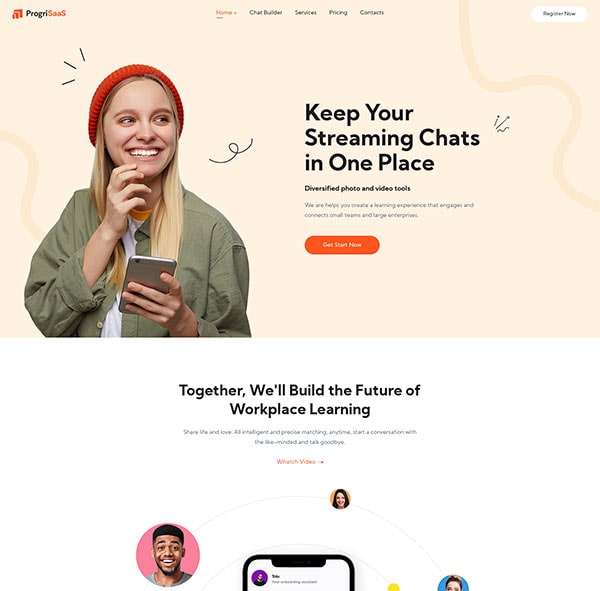 ProgriSaaS
Home
Chat Builder
Services
Pricing
Contacts
Register Now
Keep Your
Streaming Chats
in One Place
Diversified photo and video tools
We are helps you create a learning experience that engages and
connects small teams and large enterprises.
Get Start Now
Together, We'll Build the Future of
Workplace Learning
Share life and love. All intelligent and precise matching, anytime, start a conversation with
the like-minded and talk goodbye.
Whatch Video
Your onboarding assistant